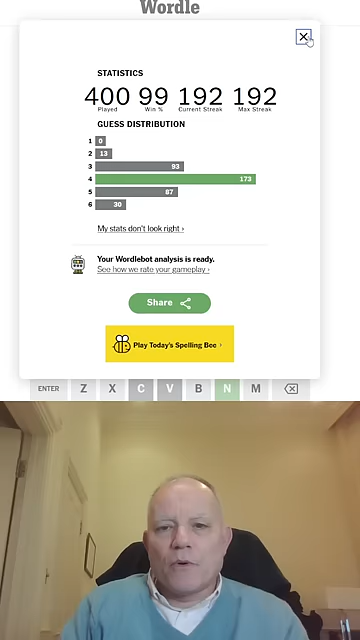 Wordle
STATISTICS
400 99 192 192
Played Win % Current Streak Max Streak
GUESS DISTRIBUTION
1 0
2 13
3 93
4 173
5 87
6 30
My stats don't look right ›
Your Wordlebot analysis is ready.
See how we rate your gameplay ›
Share
Play Today's Spelling Bee ›
ENTER Z X C V B N M